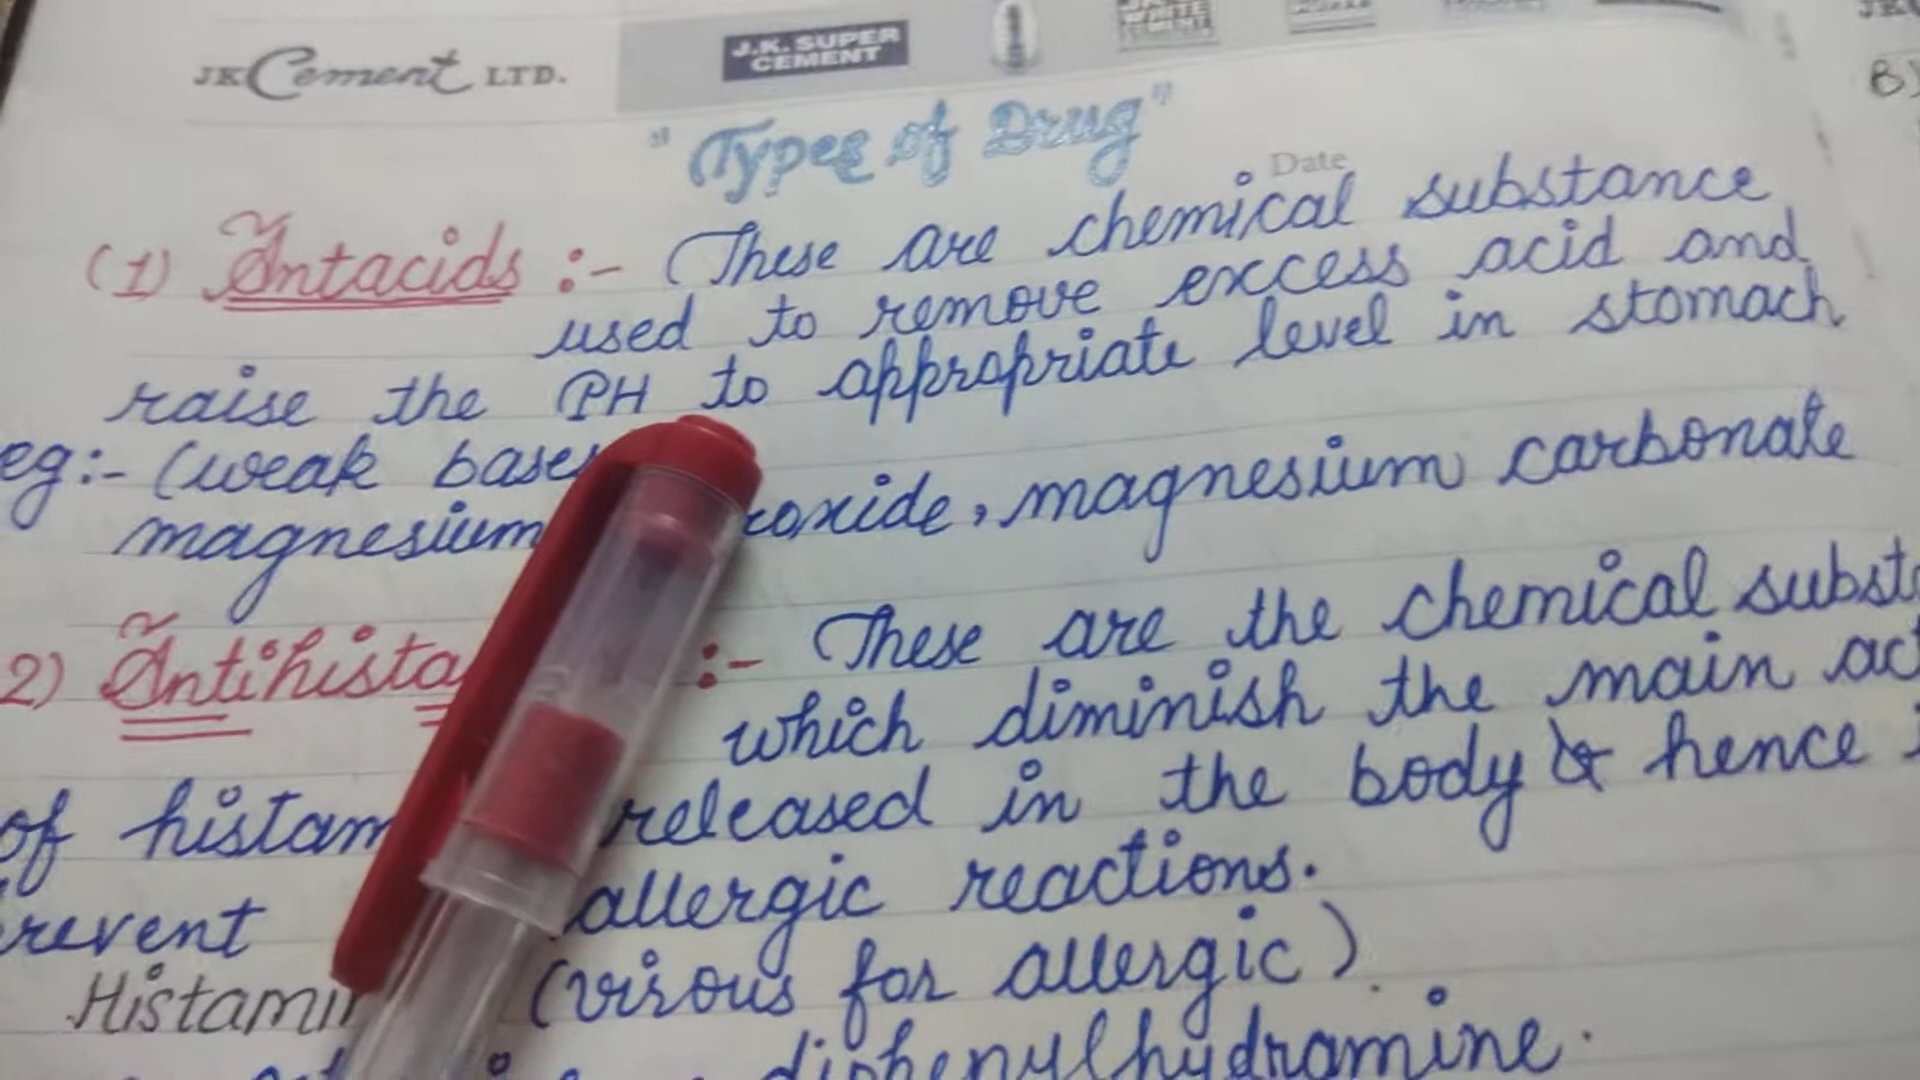 JK Cement LTD.
J.K. SUPER
CEMENT
"Types of Drug"
Date
(1) Antacids :- These are chemical substance
used to remove excess acid and
raise the PH to appropriate level in stomach
eg:- (weak bases
magnesium oxide, magnesium carbonate
2) Antihista :- These are the chemical subst
which diminish the main act
of histam released in the body & hence
revent allergic reactions.
Histami (virous for allergic).
diphenylhydramine.
B)